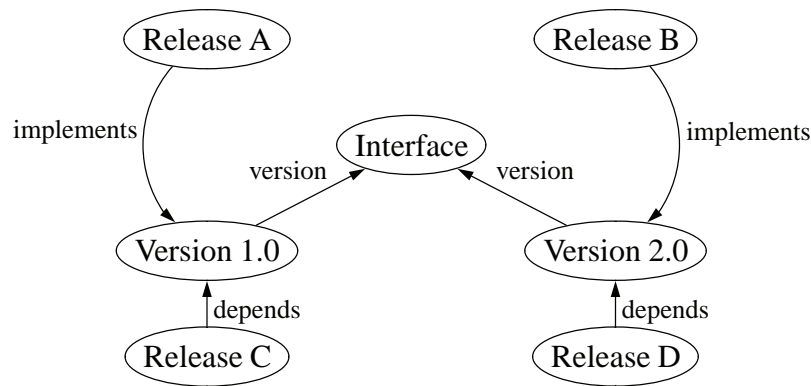 Release A
Release B
implements
implements
Interface
version
version
Version 1.0
Version 2.0
depends
depends
Release C
Release D